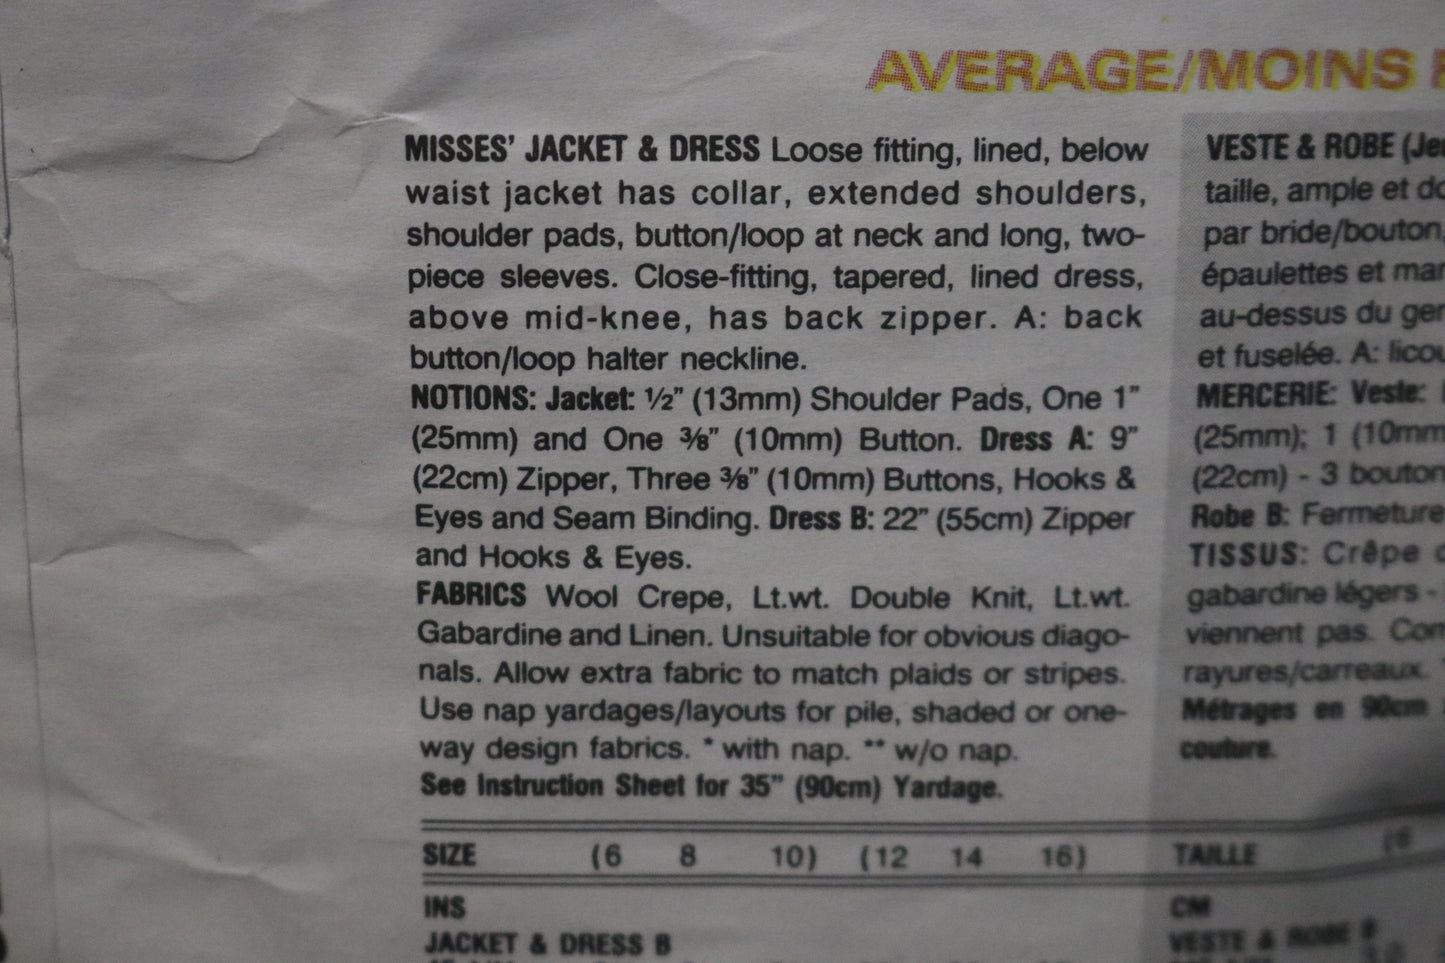 AVERAGE/MOINS
MISSES' JACKET & DRESS Loose fitting, lined, below
waist jacket has collar, extended shoulders,
shoulder pads, button/loop at neck and long, two-
piece sleeves. Close-fitting, tapered, lined dress,
above mid-knee, has back zipper. A: back
button/loop halter neckline.
NOTIONS: Jacket: ½" (13mm) Shoulder Pads, One 1"
(25mm) and One ⅜" (10mm) Button. Dress A: 9"
(22cm) Zipper, Three ⅜" (10mm) Buttons, Hooks &
Eyes and Seam Binding. Dress B: 22" (55cm) Zipper
and Hooks & Eyes.
FABRICS Wool Crepe, Lt.wt. Double Knit, Lt.wt.
Gabardine and Linen. Unsuitable for obvious diago-
nals. Allow extra fabric to match plaids or stripes.
Use nap yardages/layouts for pile, shaded or one-
way design fabrics. * with nap. ** w/o nap.
See Instruction Sheet for 35" (90cm) Yardage.
SIZE (6 8 10) (12 14 16)
INS
JACKET & DRESS B
VESTE & ROBE
taille, ample et
par bride/bouton,
épaulettes et
au-dessus du
et fuselée. A:
MERCERIE: Veste:
(25mm); 1 (10mm
(22cm) - 3
Robe B: Fermeture
TISSUS: Crêpe
gabardine légers -
viennent pas.
rayures/carreaux.
Métrages en 90cm
couture.
TAILLE (6
CM
VESTE & ROBE B